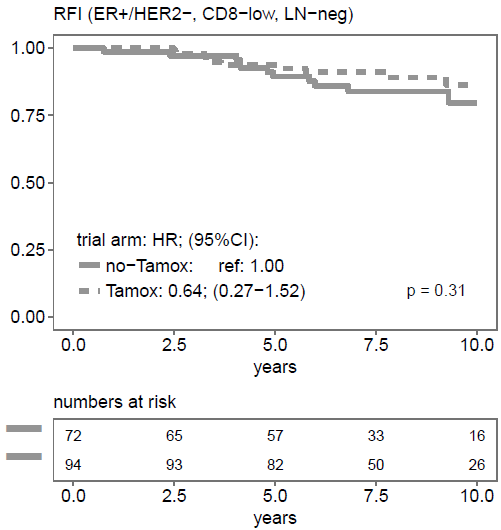 RFI (ER+/HER2-, CD8-low, LN-neg)
1.00
0.75
0.50
0.25
0.00
trial arm: HR; (95%CI):
no-Tamox: ref: 1.00
Tamox: 0.64; (0.27-1.52)
p = 0.31
0.0 2.5 5.0 7.5 10.0
years
numbers at risk
72 65 57 33 16
94 93 82 50 26
0.0 2.5 5.0 7.5 10.0
years